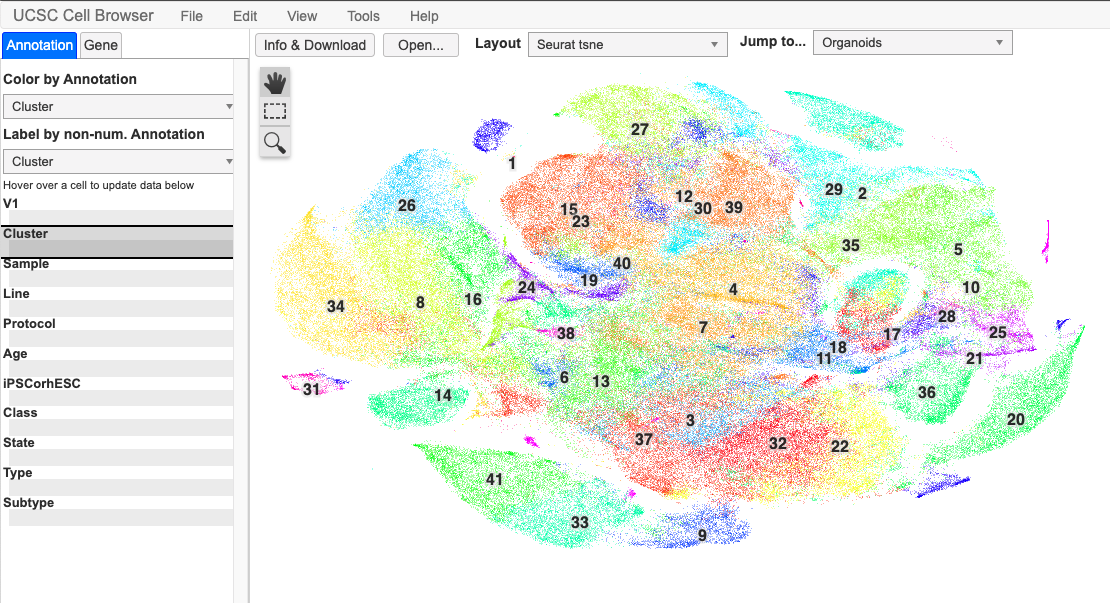 UCSC Cell Browser File Edit View Tools Help
Annotation Gene
Info & Download Open... Layout Seurat tsne Jump to... Organoids
Color by Annotation
Cluster
Label by non-num. Annotation
Cluster
Hover over a cell to update data below
V1
Cluster
Sample
Line
Protocol
Age
iPSCorhESC
Class
State
Type
Subtype
27
1
12
29 2
26
15
30 39
23
35
5
40
19
24
4
10
16
34 8
28
7
38
17
25
18
11
21
6
13
31
14
36
3
20
37
32
22
41
33
9